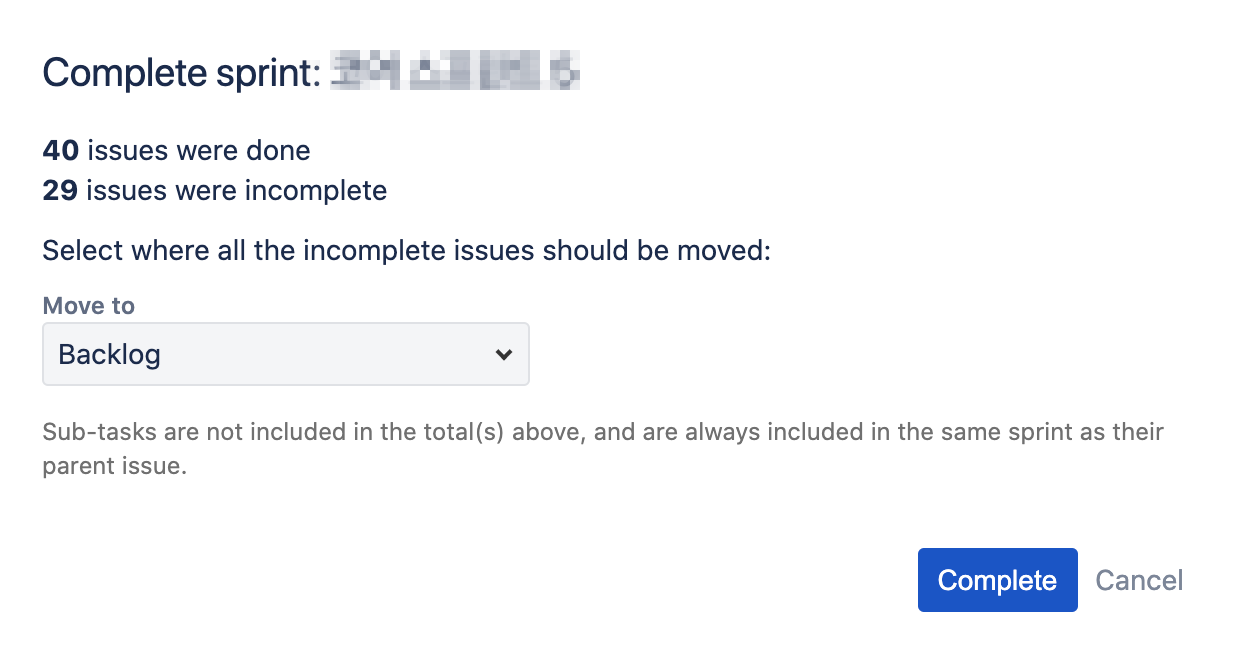 Complete sprint:
40 issues were done
29 issues were incomplete
Select where all the incomplete issues should be moved:
Move to
Backlog
Sub-tasks are not included in the total(s) above, and are always included in the same sprint as their
parent issue.
Complete
Cancel